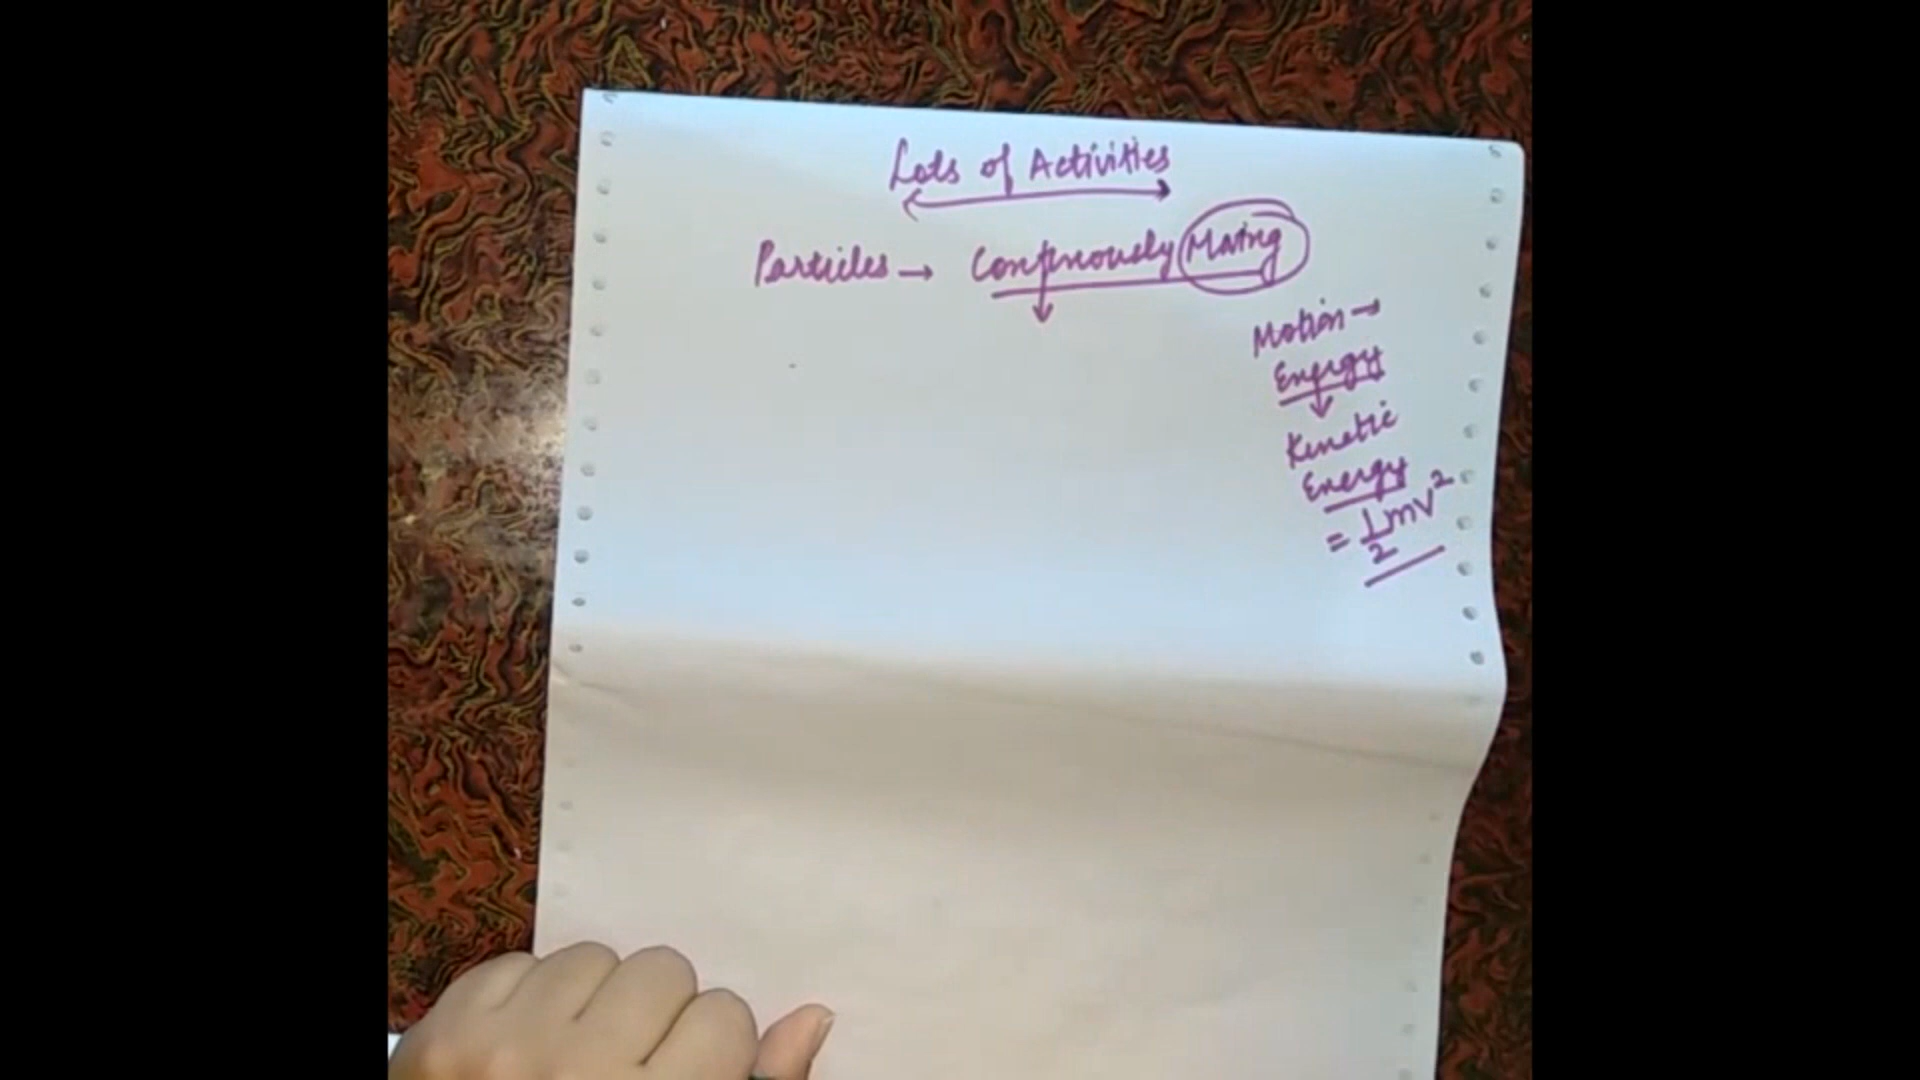 Lots of Activities
Particles → Continuously Moving
Motion →
Energy
↓
Kinetic
Energy
= 1/2 mv²